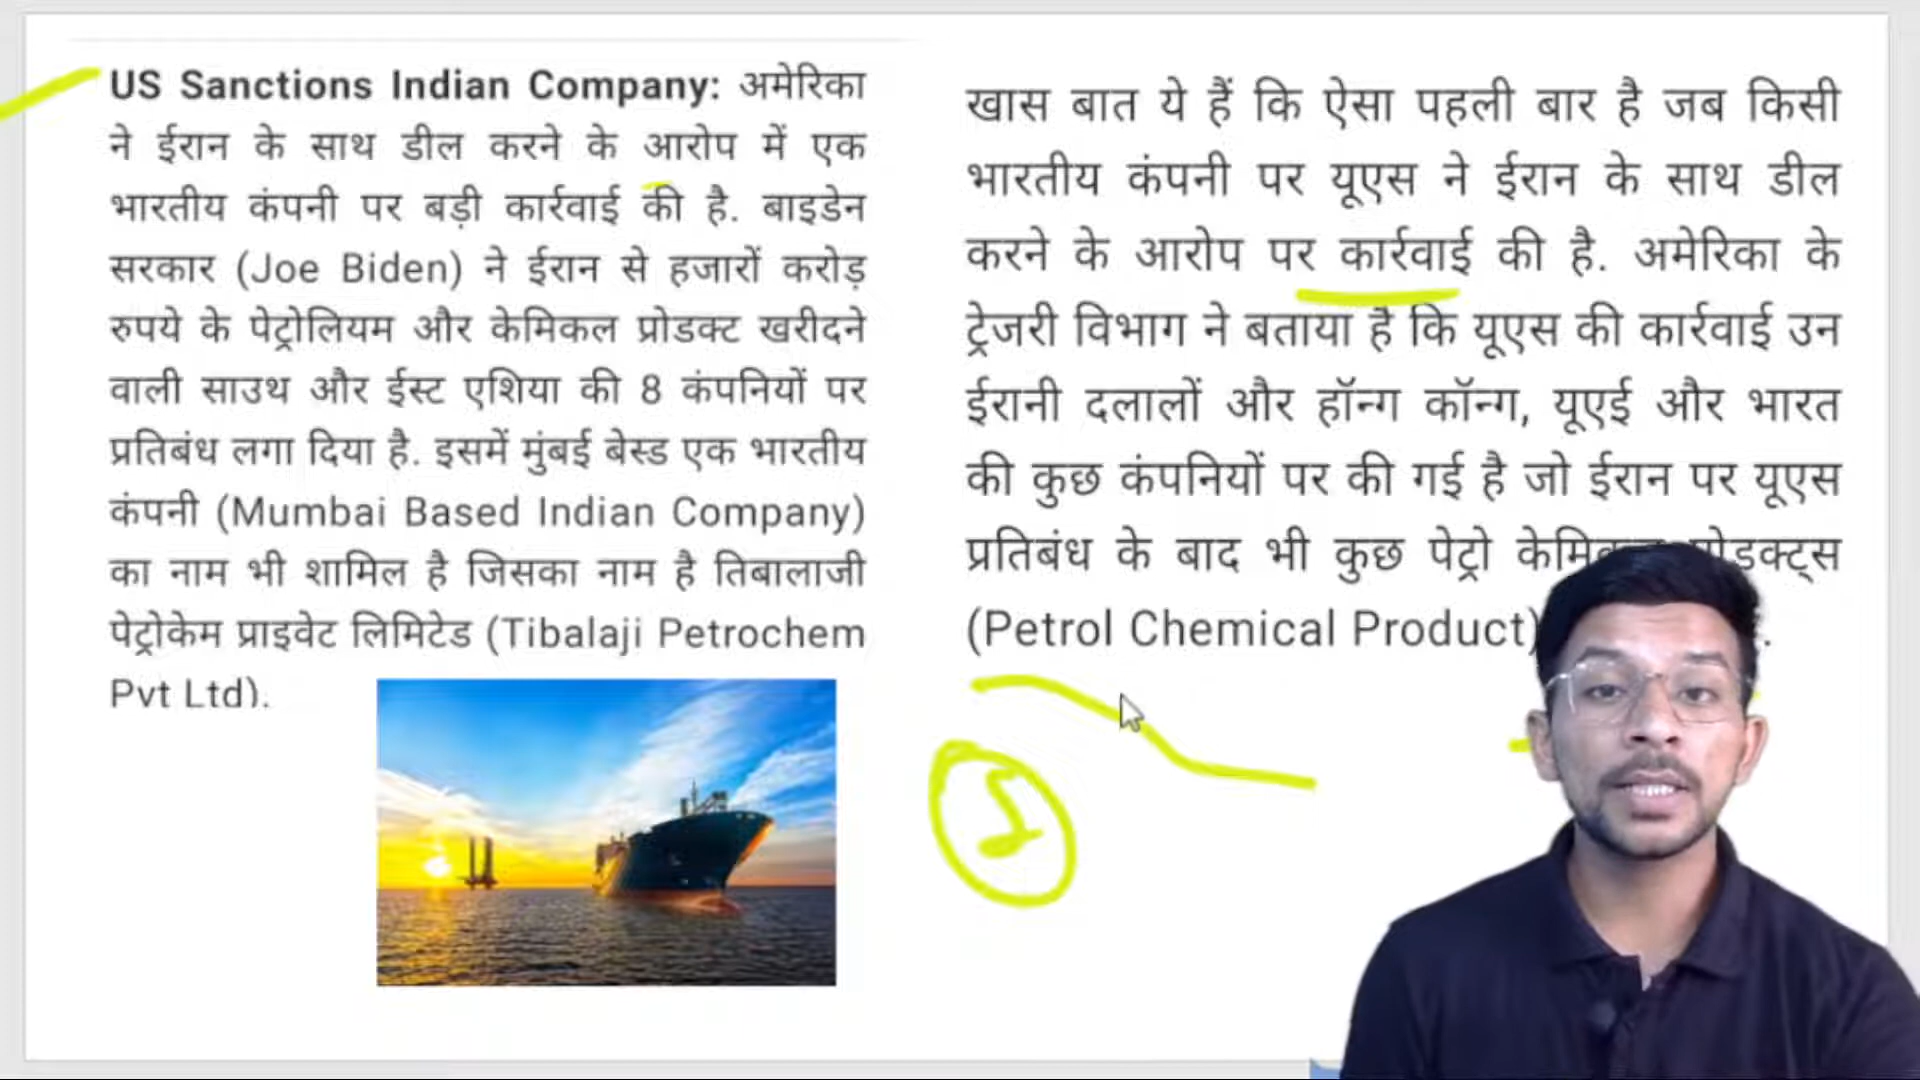 US Sanctions Indian Company: अमेरिका
ने ईरान के साथ डील करने के आरोप में एक
भारतीय कंपनी पर बड़ी कार्रवाई की है. बाइडेन
सरकार (Joe Biden) ने ईरान से हजारों करोड़
रुपये के पेट्रोलियम और केमिकल प्रोडक्ट खरीदने
वाली साउथ और ईस्ट एशिया की 8 कंपनियों पर
प्रतिबंध लगा दिया है. इसमें मुंबई बेस्ड एक भारतीय
कंपनी (Mumbai Based Indian Company)
का नाम भी शामिल है जिसका नाम है तिबालाजी
पेट्रोकेम प्राइवेट लिमिटेड (Tibalaji Petrochem
Pvt Ltd).
खास बात ये हैं कि ऐसा पहली बार है जब किसी
भारतीय कंपनी पर यूएस ने ईरान के साथ डील
करने के आरोप पर कार्रवाई की है. अमेरिका के
ट्रेजरी विभाग ने बताया है कि यूएस की कार्रवाई उन
ईरानी दलालों और हॉन्ग कॉन्ग, यूएई और भारत
की कुछ कंपनियों पर की गई है जो ईरान पर यूएस
प्रतिबंध के बाद भी कुछ पेट्रो
(Petrol Chemical Product)